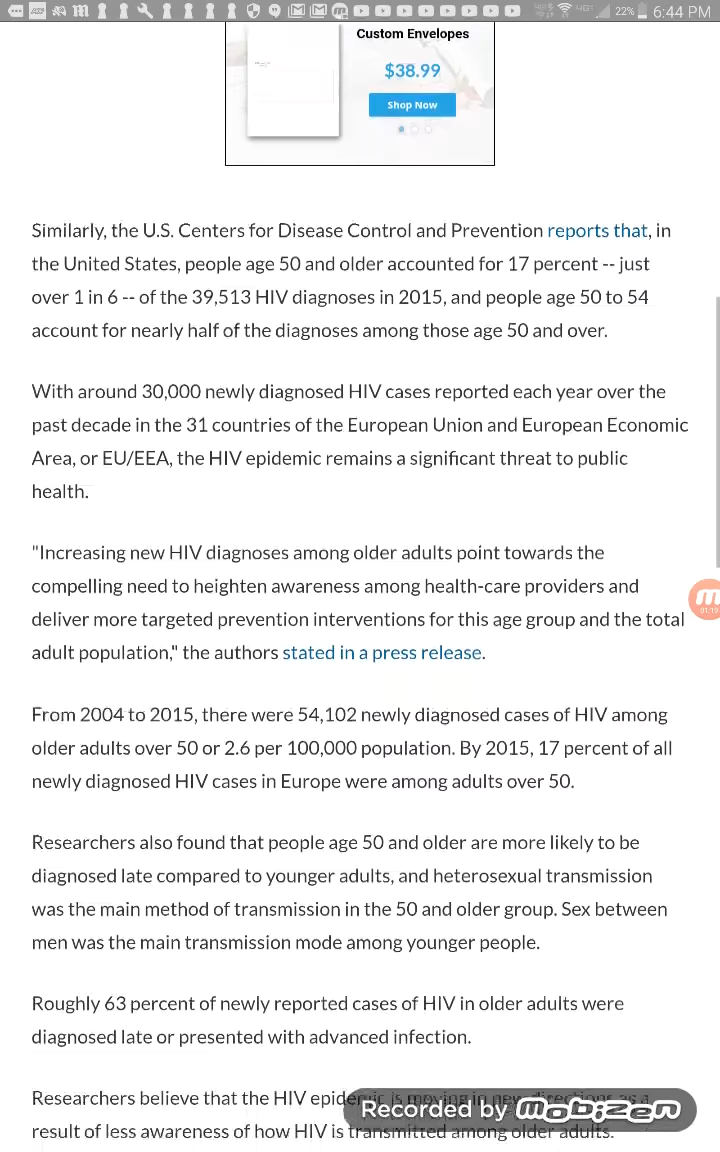 22% 6:44 PM
Custom Envelopes
$38.99
Shop Now
Similarly, the U.S. Centers for Disease Control and Prevention reports that, in
the United States, people age 50 and older accounted for 17 percent -- just
over 1 in 6 -- of the 39,513 HIV diagnoses in 2015, and people age 50 to 54
account for nearly half of the diagnoses among those age 50 and over.
With around 30,000 newly diagnosed HIV cases reported each year over the
past decade in the 31 countries of the European Union and European Economic
Area, or EU/EEA, the HIV epidemic remains a significant threat to public
health.
"Increasing new HIV diagnoses among older adults point towards the
compelling need to heighten awareness among health-care providers and
deliver more targeted prevention interventions for this age group and the total
adult population," the authors stated in a press release.
01:19
From 2004 to 2015, there were 54,102 newly diagnosed cases of HIV among
older adults over 50 or 2.6 per 100,000 population. By 2015, 17 percent of all
newly diagnosed HIV cases in Europe were among adults over 50.
Researchers also found that people age 50 and older are more likely to be
diagnosed late compared to younger adults, and heterosexual transmission
was the main method of transmission in the 50 and older group. Sex between
men was the main transmission mode among younger people.
Roughly 63 percent of newly reported cases of HIV in older adults were
diagnosed late or presented with advanced infection.
Researchers believe that the HIV epidemic is moving in new directions as a
result of less awareness of how HIV is transmitted among older adults.
Recorded by mobizen